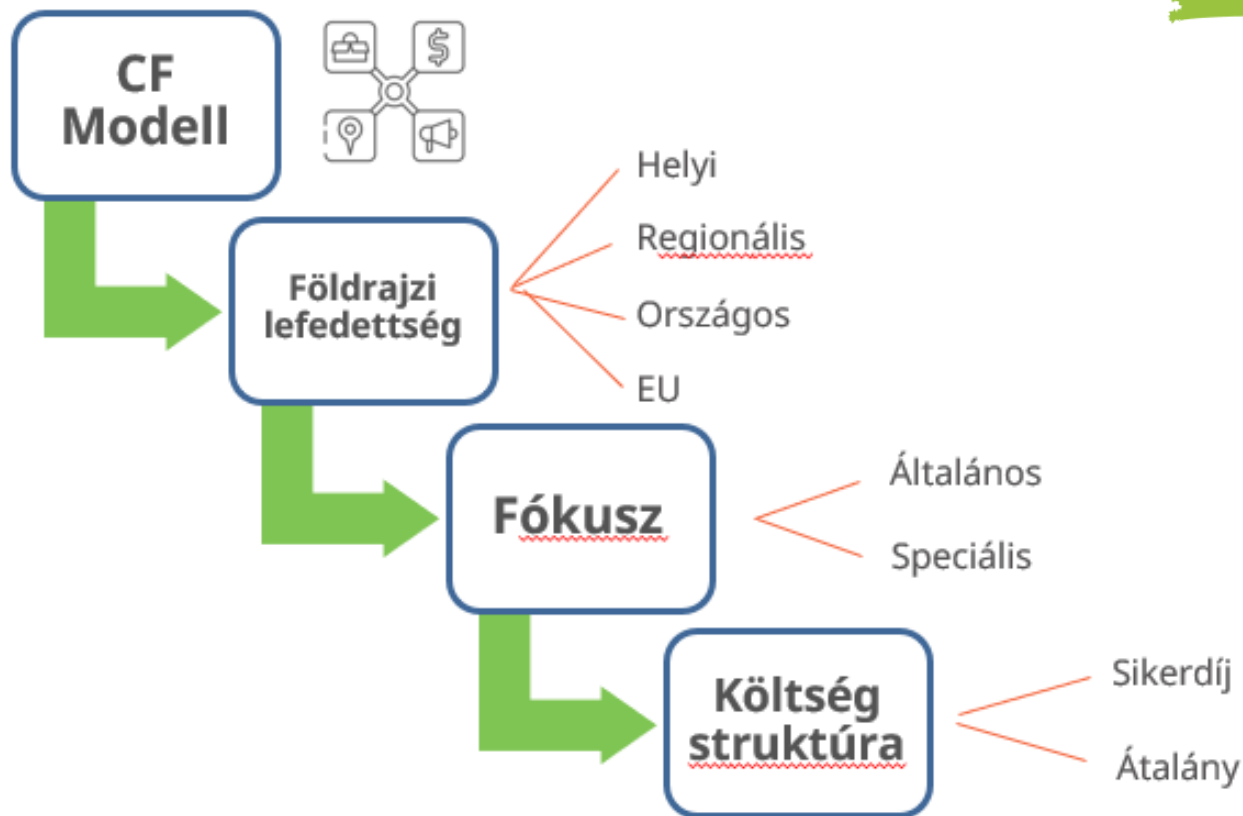 CF
Modell
$
Helyi
Regionális
Országos
EU
Földrajzi
lefedettség
Fókusz
Általános
Speciális
Költség
struktúra
Sikerdíj
Átalány